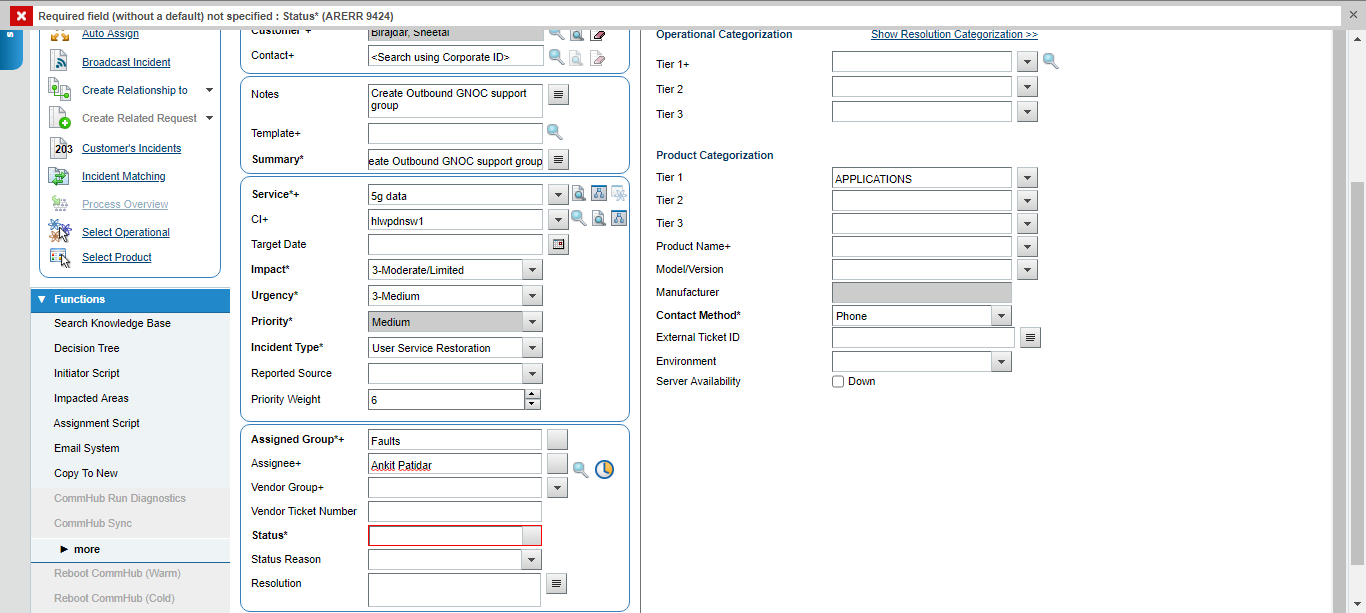 Required field (without a default) not specified : Status* (ARERR 9424)
s
Auto Assign
Broadcast Incident
Create Relationship to
Create Related Request
203 Customer's Incidents
Incident Matching
Process Overview
Select Operational
Select Product
Functions
Search Knowledge Base
Decision Tree
Initiator Script
Impacted Areas
Assignment Script
Email System
Copy To New
CommHub Run Diagnostics
CommHub Sync
more
Reboot CommHub (Warm)
Reboot CommHub (Cold)
Customer + Birajdar, Sheetal
Contact+ <Search using Corporate ID>
Notes Create Outbound GNOC support
group
Template+
Summary* eate Outbound GNOC support group
Service*+ 5g data
CI+ hlwpdnsw1
Target Date
Impact* 3-Moderate/Limited
Urgency* 3-Medium
Priority* Medium
Incident Type* User Service Restoration
Reported Source
Priority Weight 6
Assigned Group*+ Faults
Assignee+ Ankit Patidar
Vendor Group+
Vendor Ticket Number
Status*
Status Reason
Resolution
Operational Categorization Show Resolution Categorization >>
Tier 1+
Tier 2
Tier 3
Product Categorization
Tier 1 APPLICATIONS
Tier 2
Tier 3
Product Name+
Model/Version
Manufacturer
Contact Method* Phone
External Ticket ID
Environment
Server Availability Down